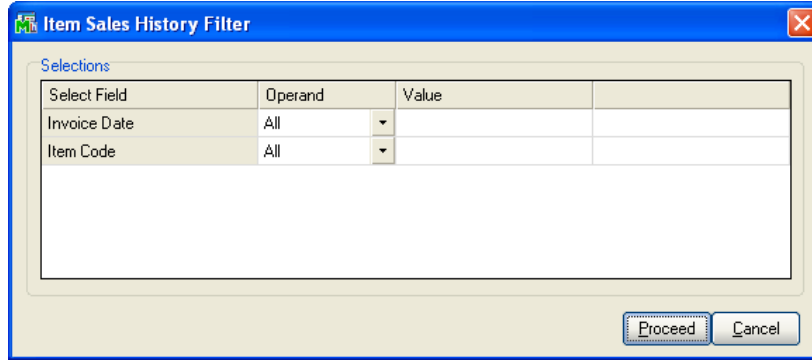 Item Sales History Filter
Selections
Select Field Operand Value
Invoice Date All
Item Code All
Proceed Cancel